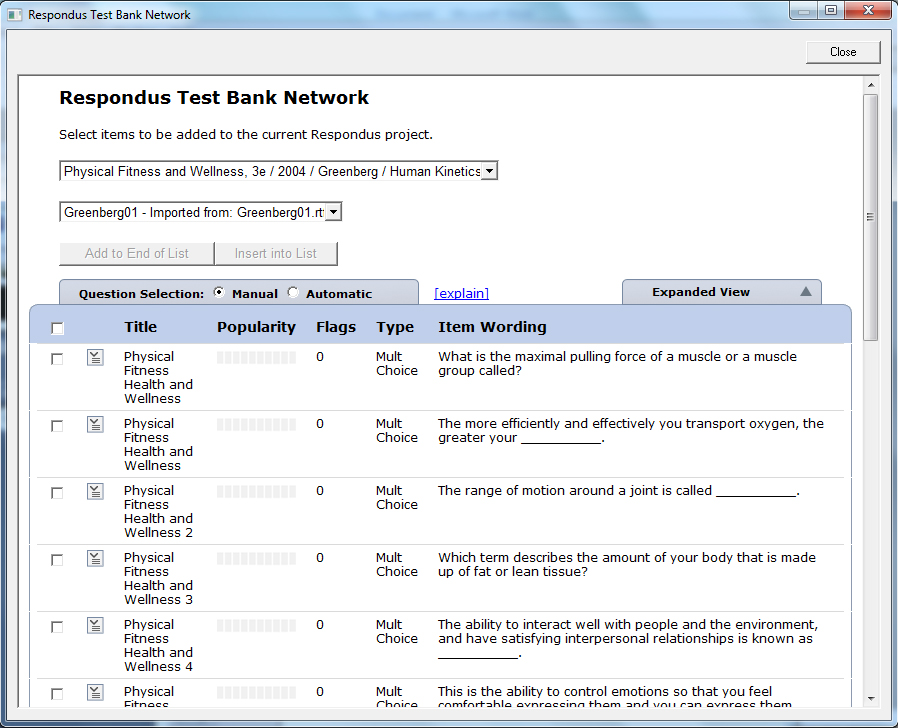 Respondus Test Bank Network
Close
Respondus Test Bank Network
Select items to be added to the current Respondus project.
Physical Fitness and Wellness, 3e / 2004 / Greenberg / Human Kinetics
Greenberg01 - Imported from: Greenberg01.rt
Add to End of List Insert into List
Question Selection: Manual Automatic [explain] Expanded View
Title Popularity Flags Type Item Wording
Physical 0 Mult What is the maximal pulling force of a muscle or a muscle
Fitness Choice group called?
Health and
Wellness
Physical 0 Mult The more efficiently and effectively you transport oxygen, the
Fitness Choice greater your ___________.
Health and
Wellness
Physical 0 Mult The range of motion around a joint is called ___________.
Fitness Choice
Health and
Wellness 2
Physical 0 Mult Which term describes the amount of your body that is made
Fitness Choice up of fat or lean tissue?
Health and
Wellness 3
Physical 0 Mult The ability to interact well with people and the environment,
Fitness Choice and have satisfying interpersonal relationships is known as
Health and ___________.
Wellness 4
Physical 0 Mult This is the ability to control emotions so that you feel
Fitness Choice comfortable expressing them and you can express them